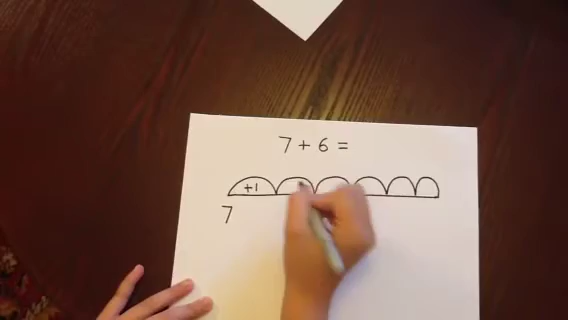 7 + 6 =
+1
7